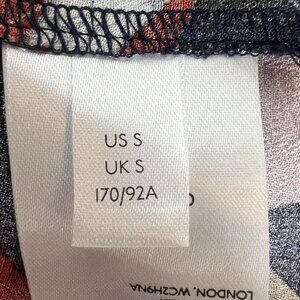 US S
UK S
170/92A
LONDON, WC2H9NA